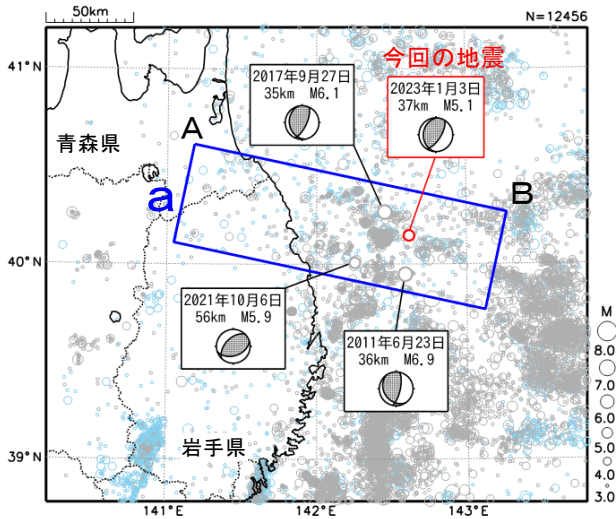 50km
N=12456
41°N
今回の地震
2017年9月27日
35km M6.1
2023年1月3日
37km M5.1
青森県
A
a
B
40°N
2021年10月6日
56km M5.9
2011年6月23日
36km M6.9
M
8.0
7.0
6.0
5.0
4.0
3.0
岩手県
39°N
141°E
142°E
143°E